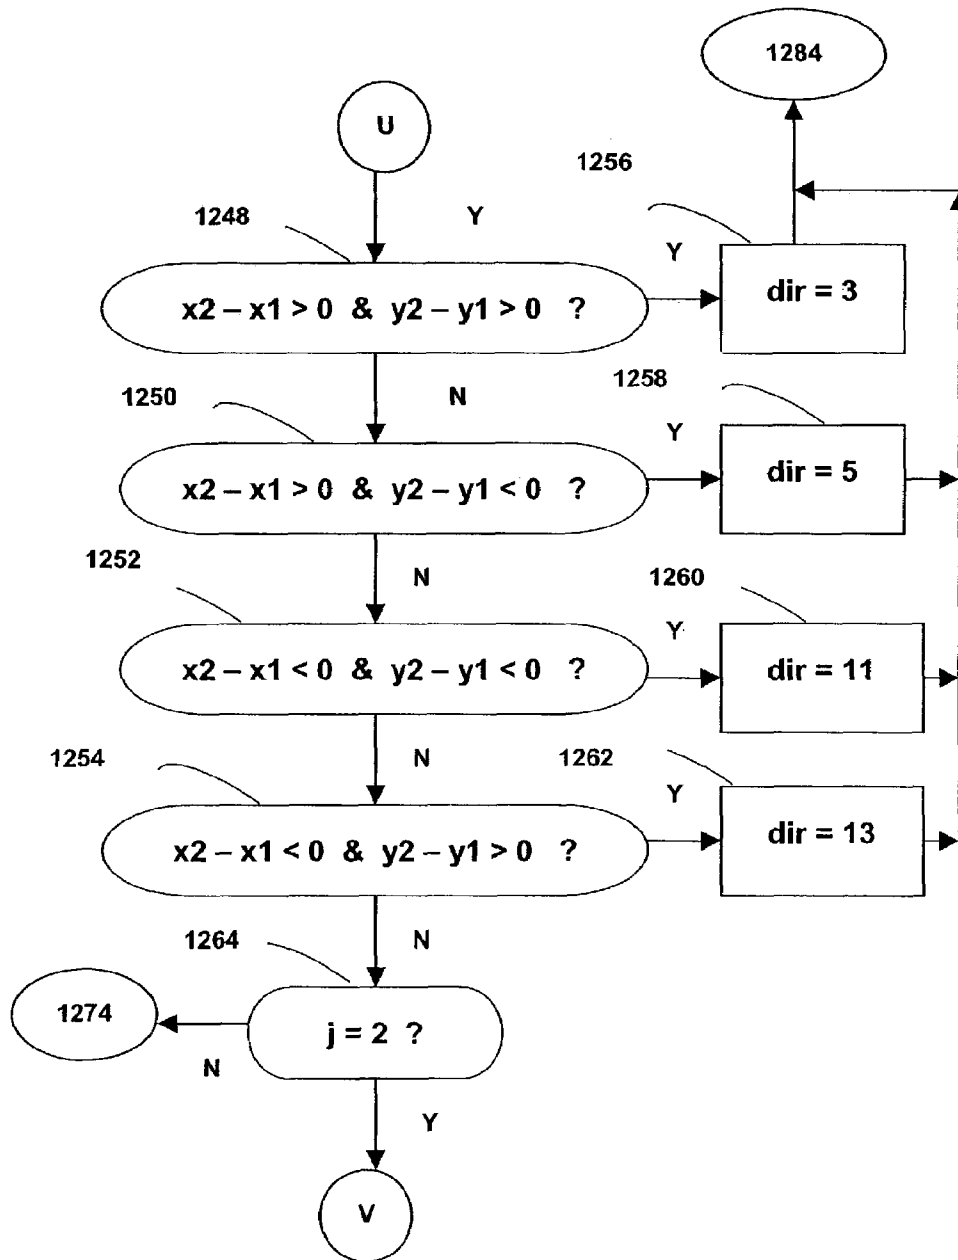 1284
U
1256
1248
Y
Y
x2 – x1 > 0 & y2 – y1 > 0 ?
dir = 3
1258
1250
N
Y
x2 – x1 > 0 & y2 – y1 < 0 ?
dir = 5
1252
N
1260
Y
x2 – x1 < 0 & y2 – y1 < 0 ?
dir = 11
1254
N
1262
Y
x2 – x1 < 0 & y2 – y1 > 0 ?
dir = 13
1264
N
1274
j = 2 ?
N
Y
V